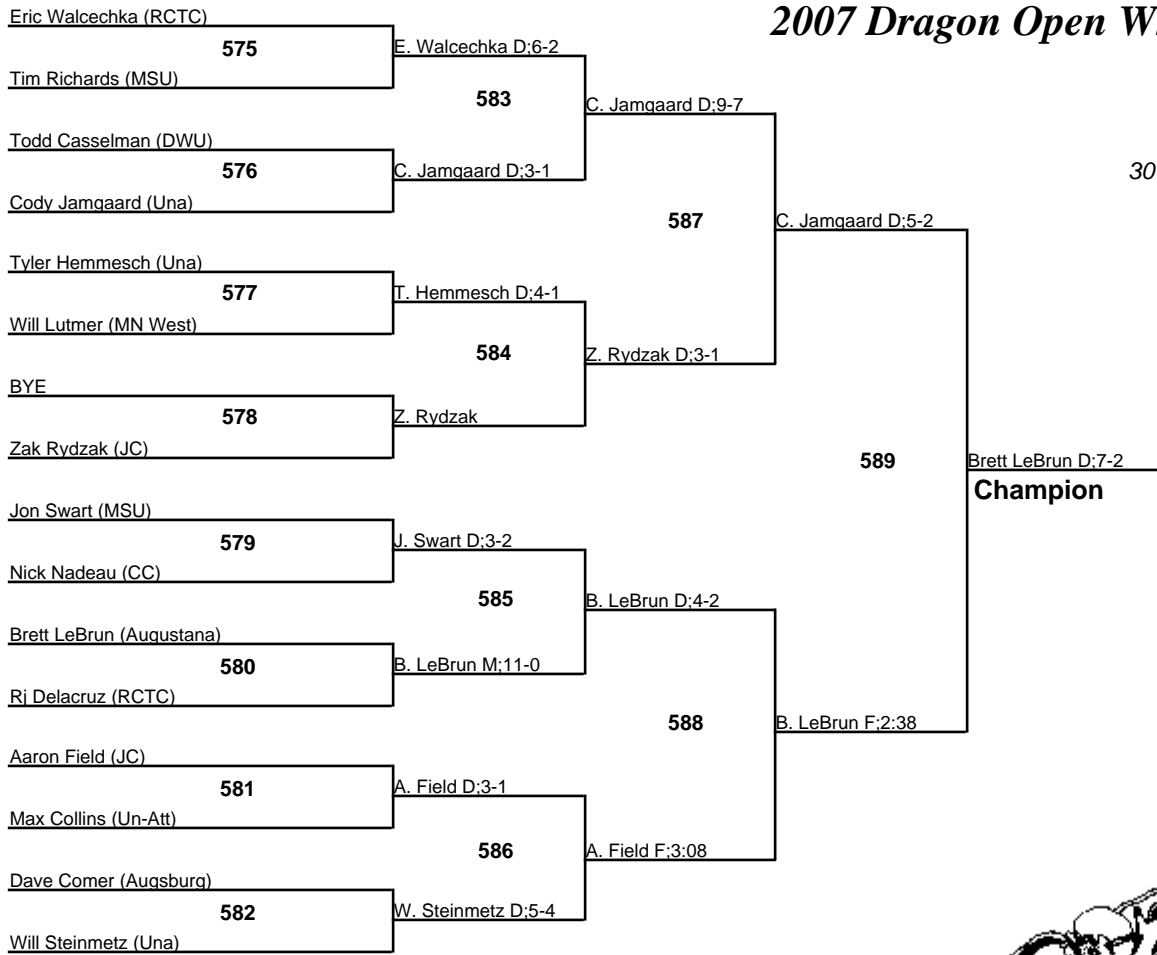 2007 Dragon Open
Eric Walcechka (RCTC)
575
E. Walcechka D;6-2
Tim Richards (MSU)
583
C. Jamgaard D;9-7
Todd Casselman (DWU)
576
C. Jamgaard D;3-1
30
Cody Jamgaard (Una)
587
C. Jamgaard D;5-2
Tyler Hemmesch (Una)
577
T. Hemmesch D;4-1
Will Lutmer (MN West)
584
Z. Rydzak D;3-1
BYE
578
Z. Rydzak
Zak Rydzak (JC)
589
Brett LeBrun D;7-2
Champion
Jon Swart (MSU)
579
J. Swart D;3-2
Nick Nadeau (CC)
585
B. LeBrun D;4-2
Brett LeBrun (Augustana)
580
B. LeBrun M;11-0
Rj Delacruz (RCTC)
588
B. LeBrun F;2:38
Aaron Field (JC)
581
A. Field D;3-1
Max Collins (Un-Att)
586
A. Field F;3:08
Dave Comer (Augsburg)
582
W. Steinmetz D;5-4
Will Steinmetz (Una)